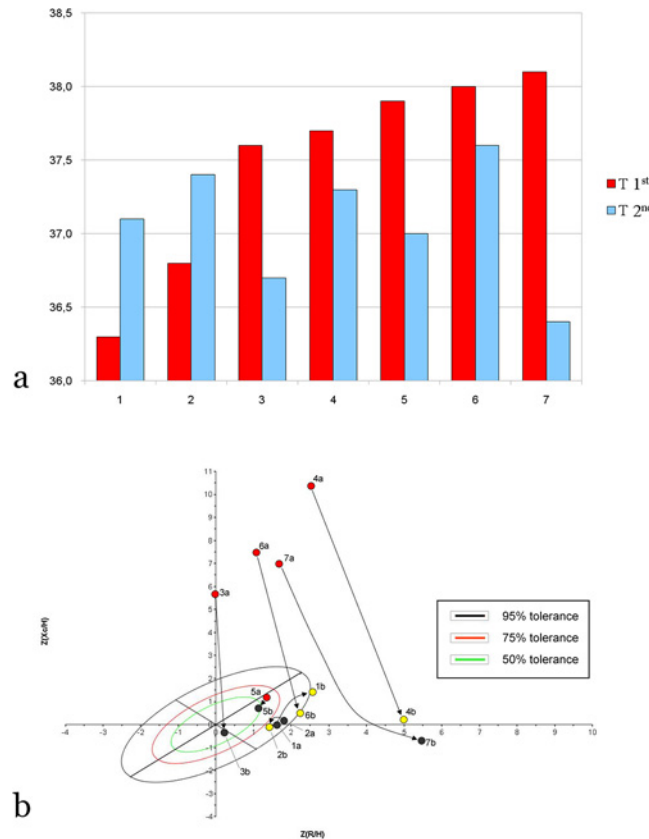 38,5
38,0
37,5
37,0
36,5
36,0
1 2 3 4 5 6 7
T 1st
T 2nd
a
11
10
9
8
7
6
5
4
3
2
1
0
-1
-2
-3
-4
-4 -3 -2 -1 0 1 2 3 4 5 6 7 8 9 10
Z(Xc/H)
Z(R/H)
4a
6a
7a
3a
5a
5b
1b
6b
2a
1a
2b
3b
4b
7b
95% tolerance
75% tolerance
50% tolerance
b